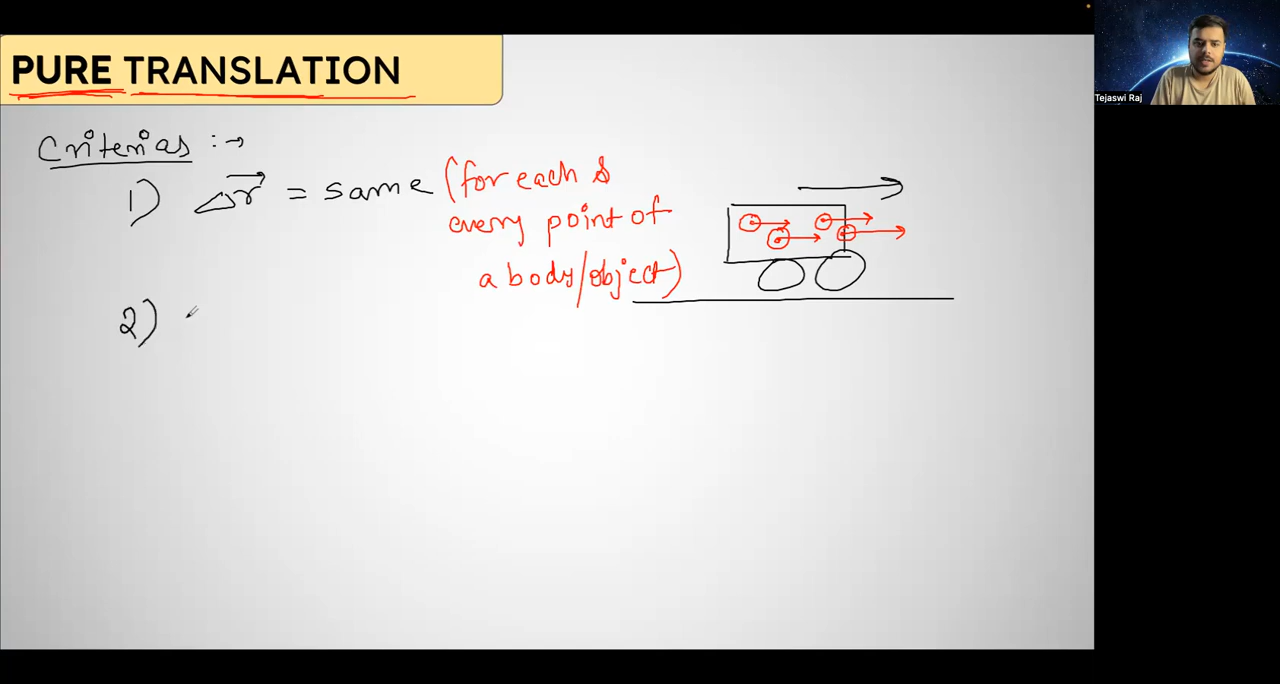 PURE TRANSLATION
Tejaswi Raj
Criterias :→
1) Δr⃗ = same (for each &
every point of
a body/object)
2)